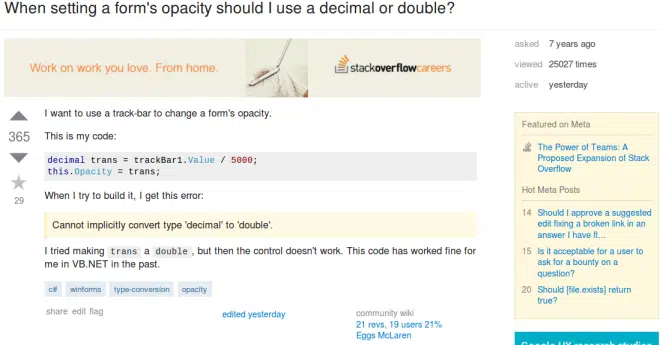 When setting a form's opacity should I use a decimal or double?
asked 7 years ago
viewed 25027 times
active yesterday
Work on work you love. From home.
stackoverflowcareers
I want to use a track-bar to change a form's opacity.
365
This is my code:
decimal trans = trackBar1.Value / 5000;
this.Opacity = trans;
29
When I try to build it, I get this error:
Cannot implicitly convert type 'decimal' to 'double'.
I tried making trans a double, but then the control doesn't work. This code has worked fine for
me in VB.NET in the past.
c# winforms type-conversion opacity
share edit flag
edited yesterday
community wiki
21 revs, 19 users 21%
Eggs McLaren
Featured on Meta
The Power of Teams: A
Proposed Expansion of Stack
Overflow
Hot Meta Posts
14 Should I approve a suggested
edit fixing a broken link in an
answer I have fl…
15 Is it acceptable for a user to
ask for a bounty on a
question?
20 Should [file.exists] return
true?